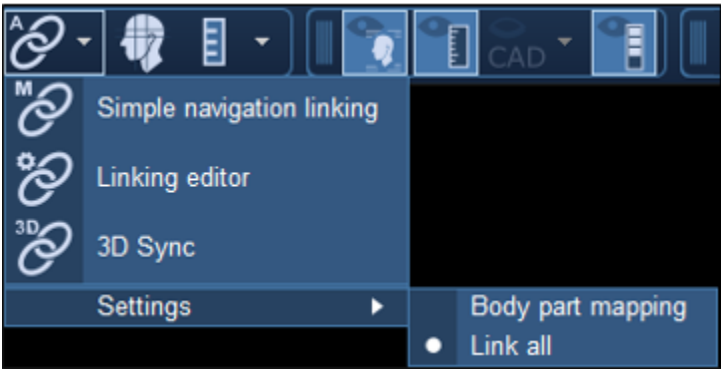 A
CAD
M
Simple navigation linking
Linking editor
3D
3D Sync
Settings
Body part mapping
Link all